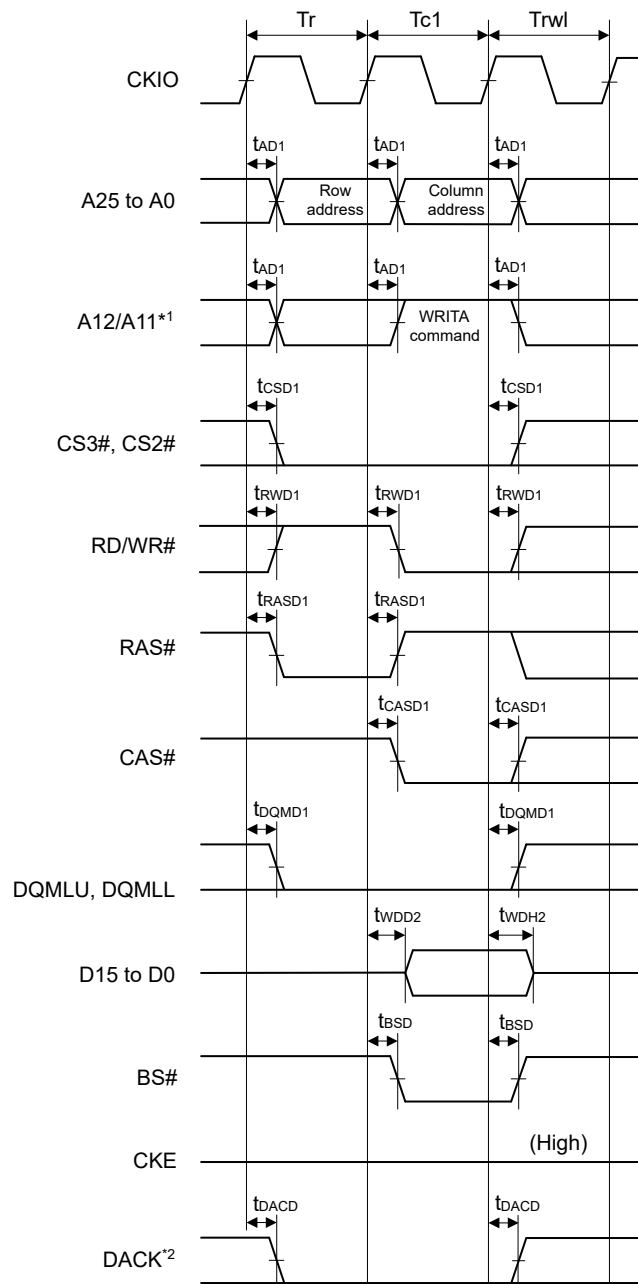 Tr Tc1 Trwl
CKIO
tAD1 tAD1 tAD1
A25 to A0 Row address Column address
tAD1 tAD1 tAD1
A12/A11*1 WRITA command
tCSD1 tCSD1
CS3#, CS2#
tRWD1 tRWD1 tRWD1
RD/WR#
tRASD1 tRASD1
RAS#
tCASD1 tCASD1
CAS#
tDQMD1 tDQMD1
DQMLU, DQMLL
tWDD2 tWDH2
D15 to D0
tBSD tBSD
BS#
(High)
CKE
tDACD tDACD
DACK*2